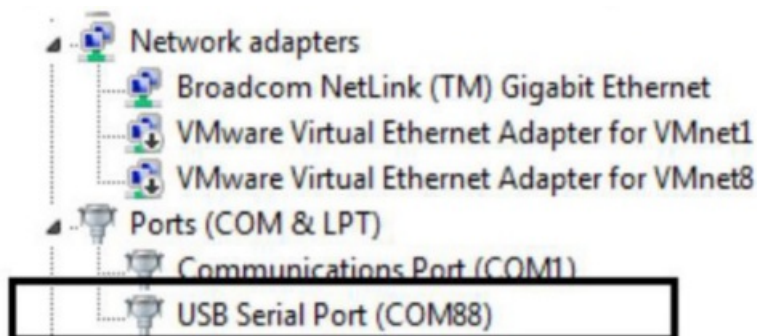 Network adapters
Broadcom NetLink (TM) Gigabit Ethernet
VMware Virtual Ethernet Adapter for VMnet1
VMware Virtual Ethernet Adapter for VMnet8
Ports (COM & LPT)
Communications Port (COM1)
USB Serial Port (COM88)